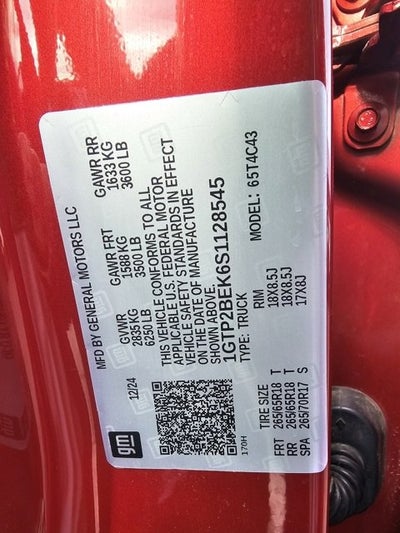 gm
MFD BY GENERAL MOTORS LLC
12/24
GVWR GAWR FRT GAWR RR
2835 KG 1588 KG 1633 KG
6250 LB 3500 LB 3600 LB
THIS VEHICLE CONFORMS TO ALL
APPLICABLE U.S. FEDERAL MOTOR
VEHICLE SAFETY STANDARDS IN EFFECT
ON THE DATE OF MANUFACTURE
SHOWN ABOVE.
1GTP2BEK6S1128545
TYPE: TRUCK MODEL: 65T4C43
170H
TIRE SIZE RIM
FRT 265/65R18 T 18X8.5J
RR 265/65R18 T 18X8.5J
SPA 265/70R17 S 17X8J